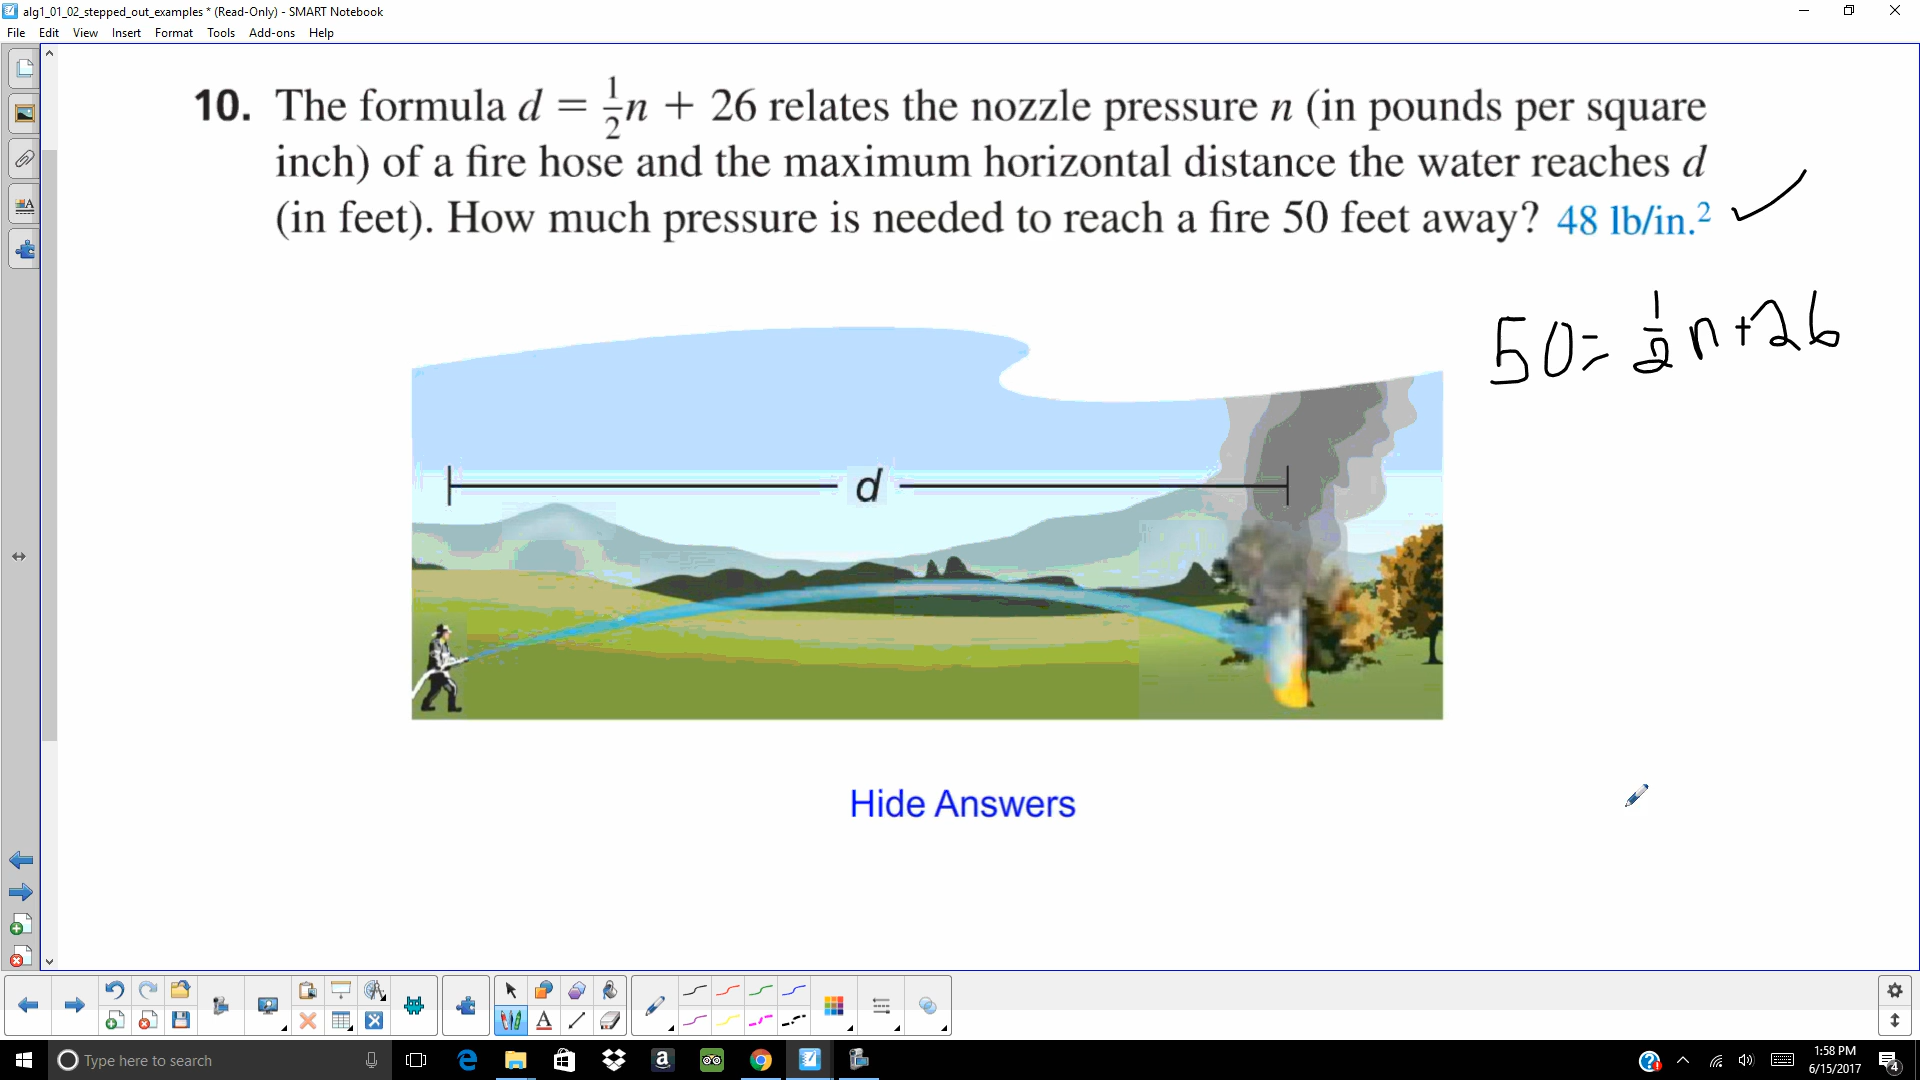 alg1_01_02_stepped_out_examples * (Read-Only) - SMART Notebook
File Edit View Insert Format Tools Add-ons Help
10. The formula d = 1/2 n + 26 relates the nozzle pressure n (in pounds per square
inch) of a fire hose and the maximum horizontal distance the water reaches d
(in feet). How much pressure is needed to reach a fire 50 feet away? 48 lb/in.²
50 = 1/2 n + 26
d
Hide Answers
Type here to search
1:58 PM
6/15/2017
4